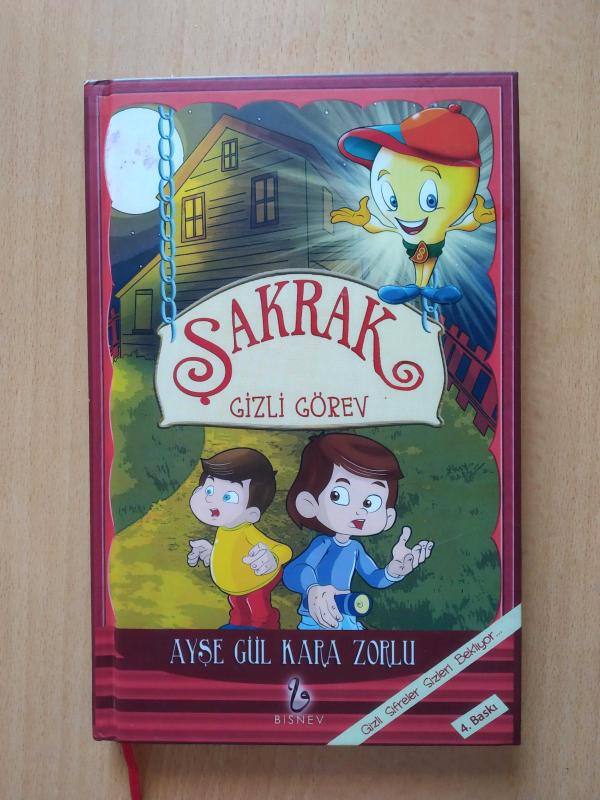 ŞAKRAK
GİZLİ GÖREV
AYŞE GÜL KARA ZORLU
BISNEV
Gizli Şifreler Sizleri Bekliyor...
4. Baskı